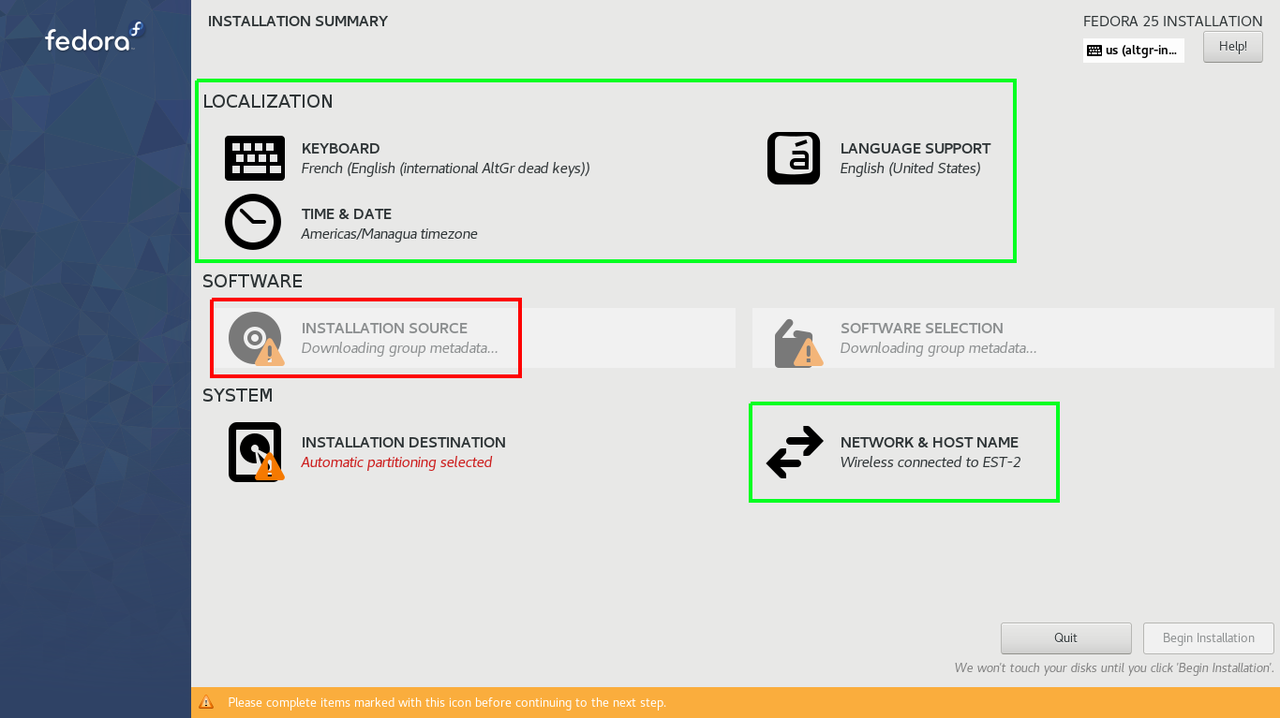 fedora
INSTALLATION SUMMARY
FEDORA 25 INSTALLATION
us (altgr-in...
Help!
LOCALIZATION
KEYBOARD
French (English (international AltGr dead keys))
LANGUAGE SUPPORT
English (United States)
TIME & DATE
Americas/Managua timezone
SOFTWARE
INSTALLATION SOURCE
Downloading group metadata...
SOFTWARE SELECTION
Downloading group metadata...
SYSTEM
INSTALLATION DESTINATION
Automatic partitioning selected
NETWORK & HOST NAME
Wireless connected to EST-2
Quit
Begin Installation
We won't touch your disks until you click 'Begin Installation'.
Please complete items marked with this icon before continuing to the next step.